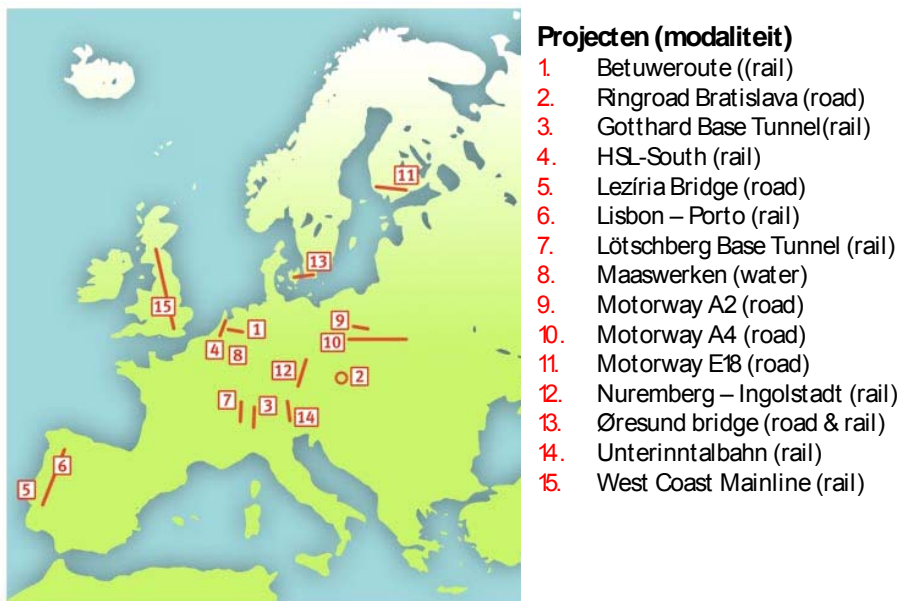 Projecten (modaliteit)
1. Betuweroute ((rail)
2. Ringroad Bratislava (road)
3. Gotthard Base Tunnel(rail)
4. HSL-South (rail)
5. Lezíria Bridge (road)
6. Lisbon – Porto (rail)
7. Lötschberg Base Tunnel (rail)
8. Maaswerken (water)
9. Motorway A2 (road)
10. Motorway A4 (road)
11. Motorway E18 (road)
12. Nuremberg – Ingolstadt (rail)
13. Øresund bridge (road & rail)
14. Unterinntalbahn (rail)
15. West Coast Mainline (rail)
11
13
15
9
1
10
4
8
12
2
7
3
14
6
5